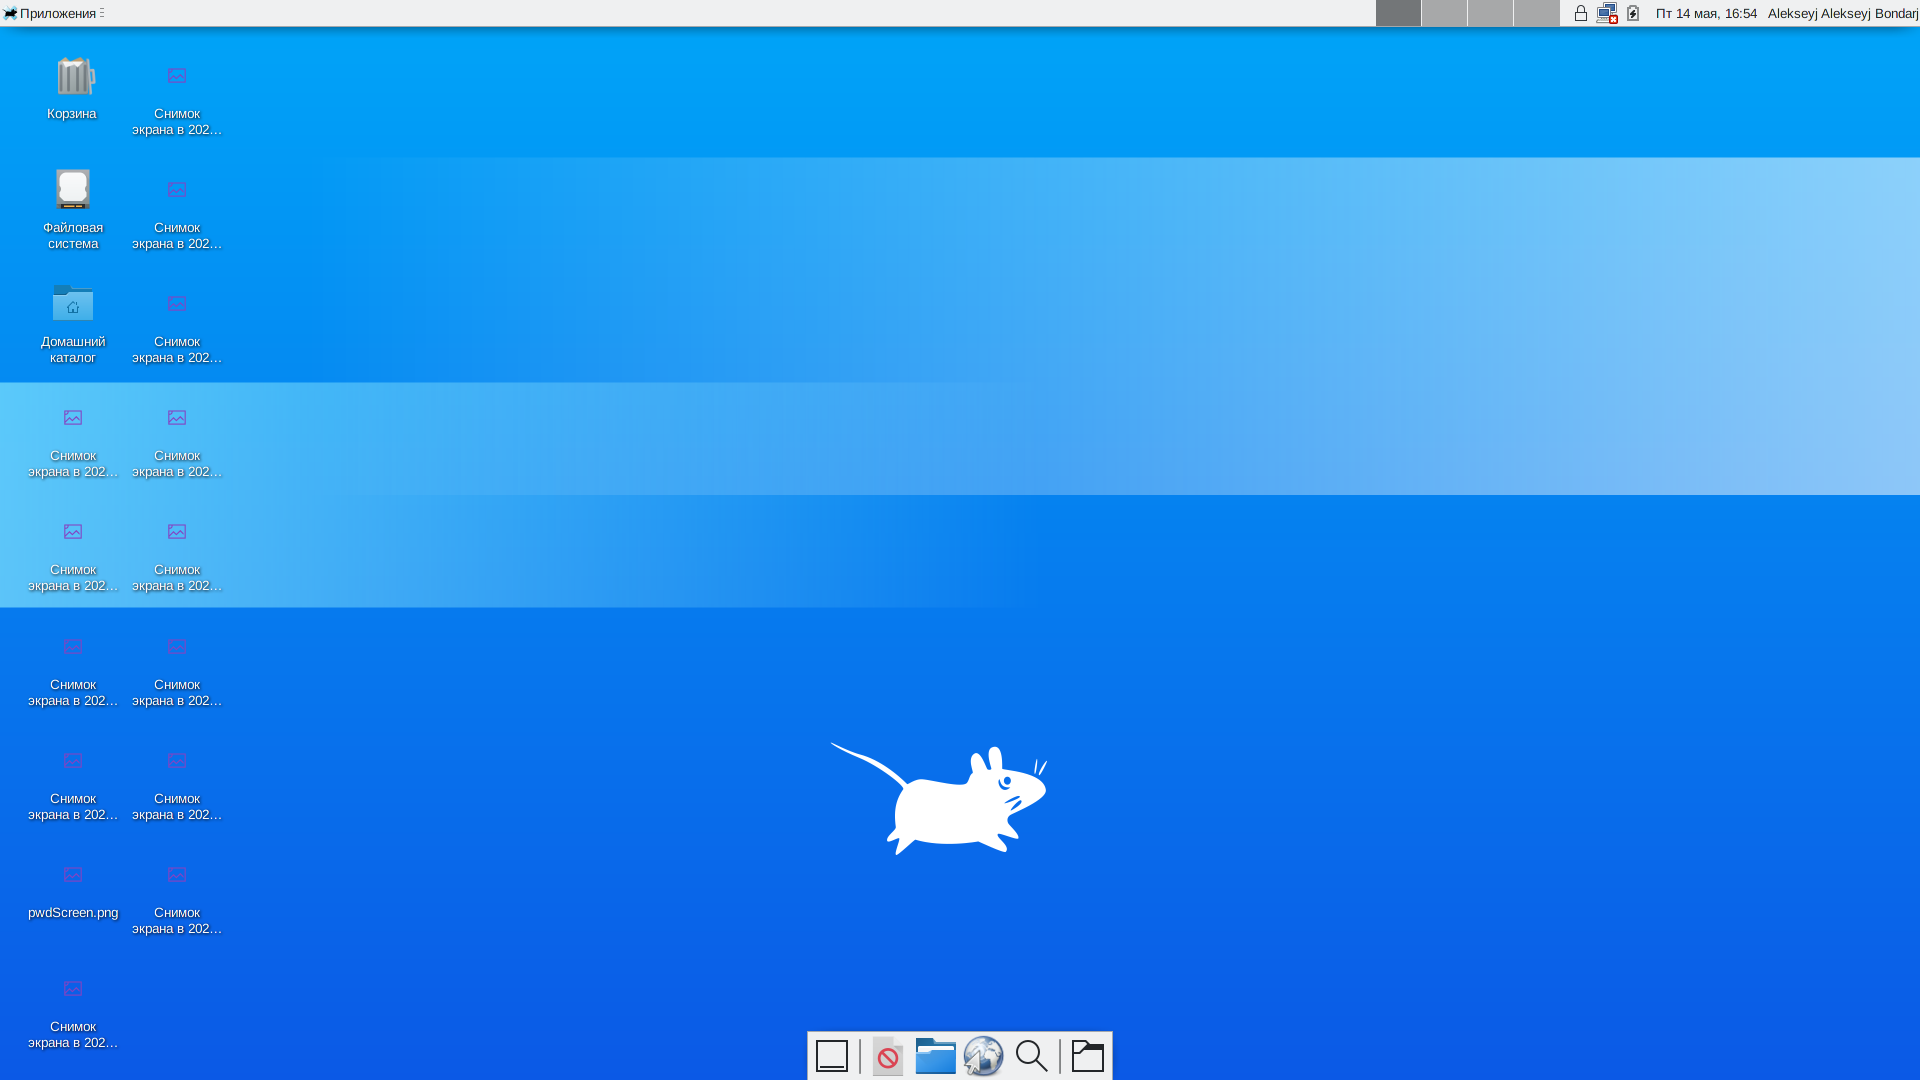 Приложения
Пт 14 мая, 16:54
Alekseyj Alekseyj Bondarj
Корзина
Снимок
экрана в 202...
Файловая
система
Снимок
экрана в 202...
Домашний
каталог
Снимок
экрана в 202...
Снимок
экрана в 202...
Снимок
экрана в 202...
Снимок
экрана в 202...
Снимок
экрана в 202...
Снимок
экрана в 202...
Снимок
экрана в 202...
Снимок
экрана в 202...
Снимок
экрана в 202...
pwdScreen.png
Снимок
экрана в 202...
Снимок
экрана в 202...